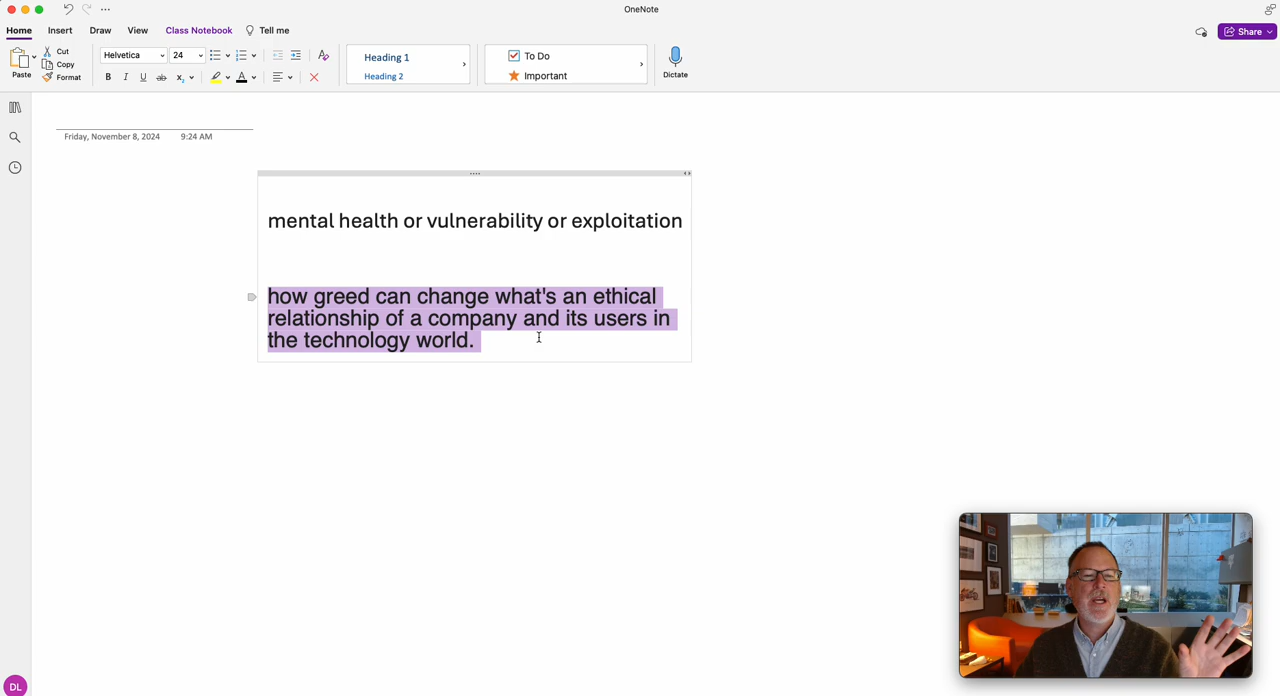 OneNote
Home Insert Draw View Class Notebook Tell me
Share
Paste
Cut
Copy
Format
Helvetica 24
B I U ab x₂ A
Heading 1
Heading 2
To Do
Important
Dictate
Friday, November 8, 2024 9:24 AM
mental health or vulnerability or exploitation
how greed can change what's an ethical
relationship of a company and its users in
the technology world.
DL